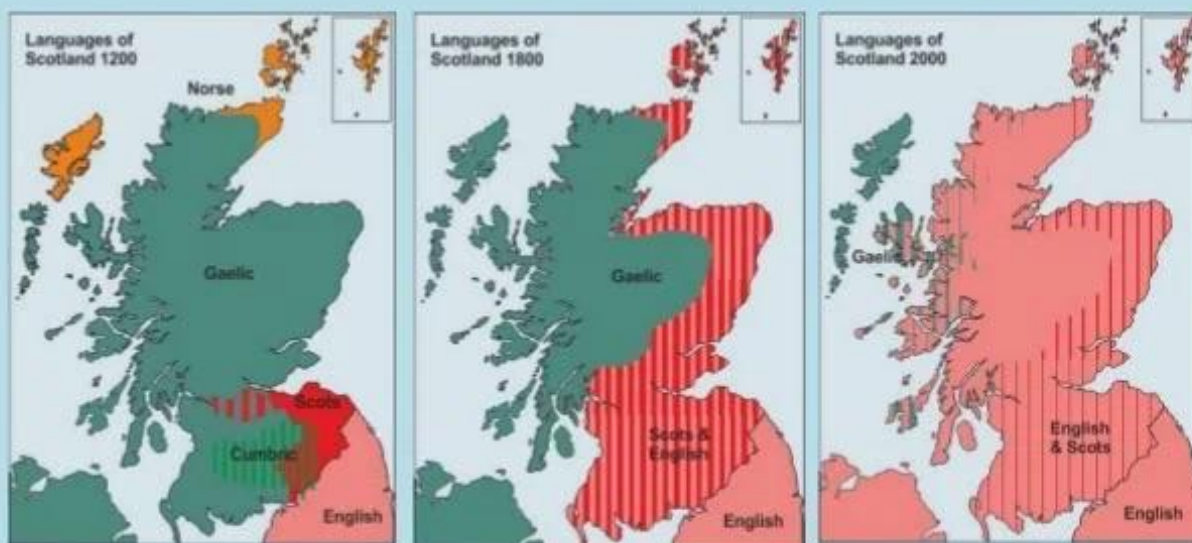 Languages of
Scotland 1200
Norse
Gaelic
Scots
Cumbric
English
Languages of
Scotland 1800
Gaelic
Scots &
English
English
Languages of
Scotland 2000
Gaelic
English
& Scots
English